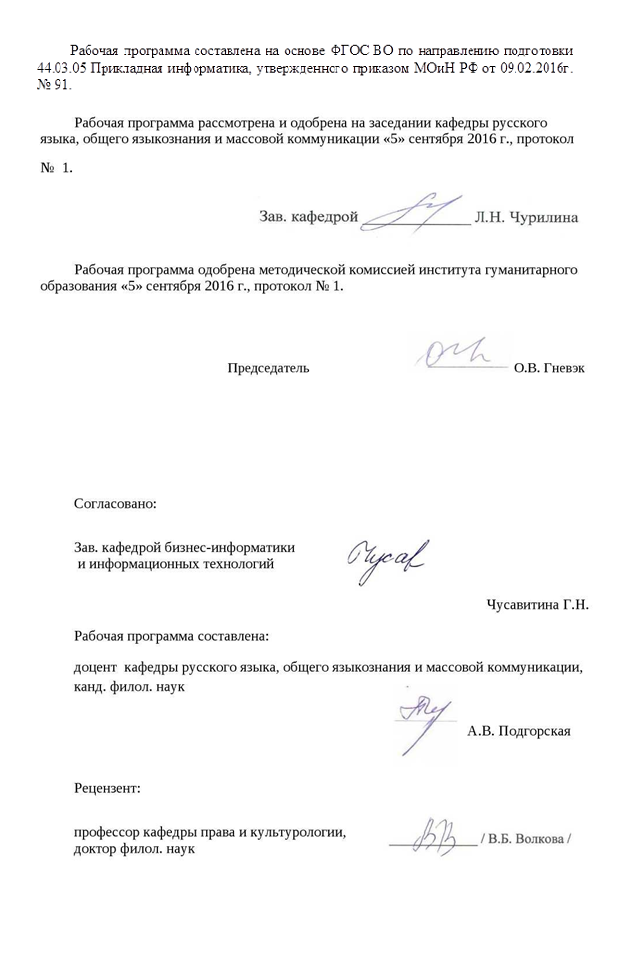 Рабочая программа составлена на основе ФГОС ВО по направлению подготовки
44.03.05 Прикладная информатика, утвержденного приказом МОиН РФ от 09.02.2016г.
№ 91.
Рабочая программа рассмотрена и одобрена на заседании кафедры русского
языка, общего языкознания и массовой коммуникации «5» сентября 2016 г., протокол
№ 1.
Зав. кафедрой Л.Н. Чурилина
Рабочая программа одобрена методической комиссией института гуманитарного
образования «5» сентября 2016 г., протокол № 1.
Председатель О.В. Гневэк
Согласовано:
Зав. кафедрой бизнес-информатики
и информационных технологий
Чусавитина Г.Н.
Рабочая программа составлена:
доцент кафедры русского языка, общего языкознания и массовой коммуникации,
канд. филол. наук
А.В. Подгорская
Рецензент:
профессор кафедры права и культурологии,
доктор филол. наук
/ В.Б. Волкова /